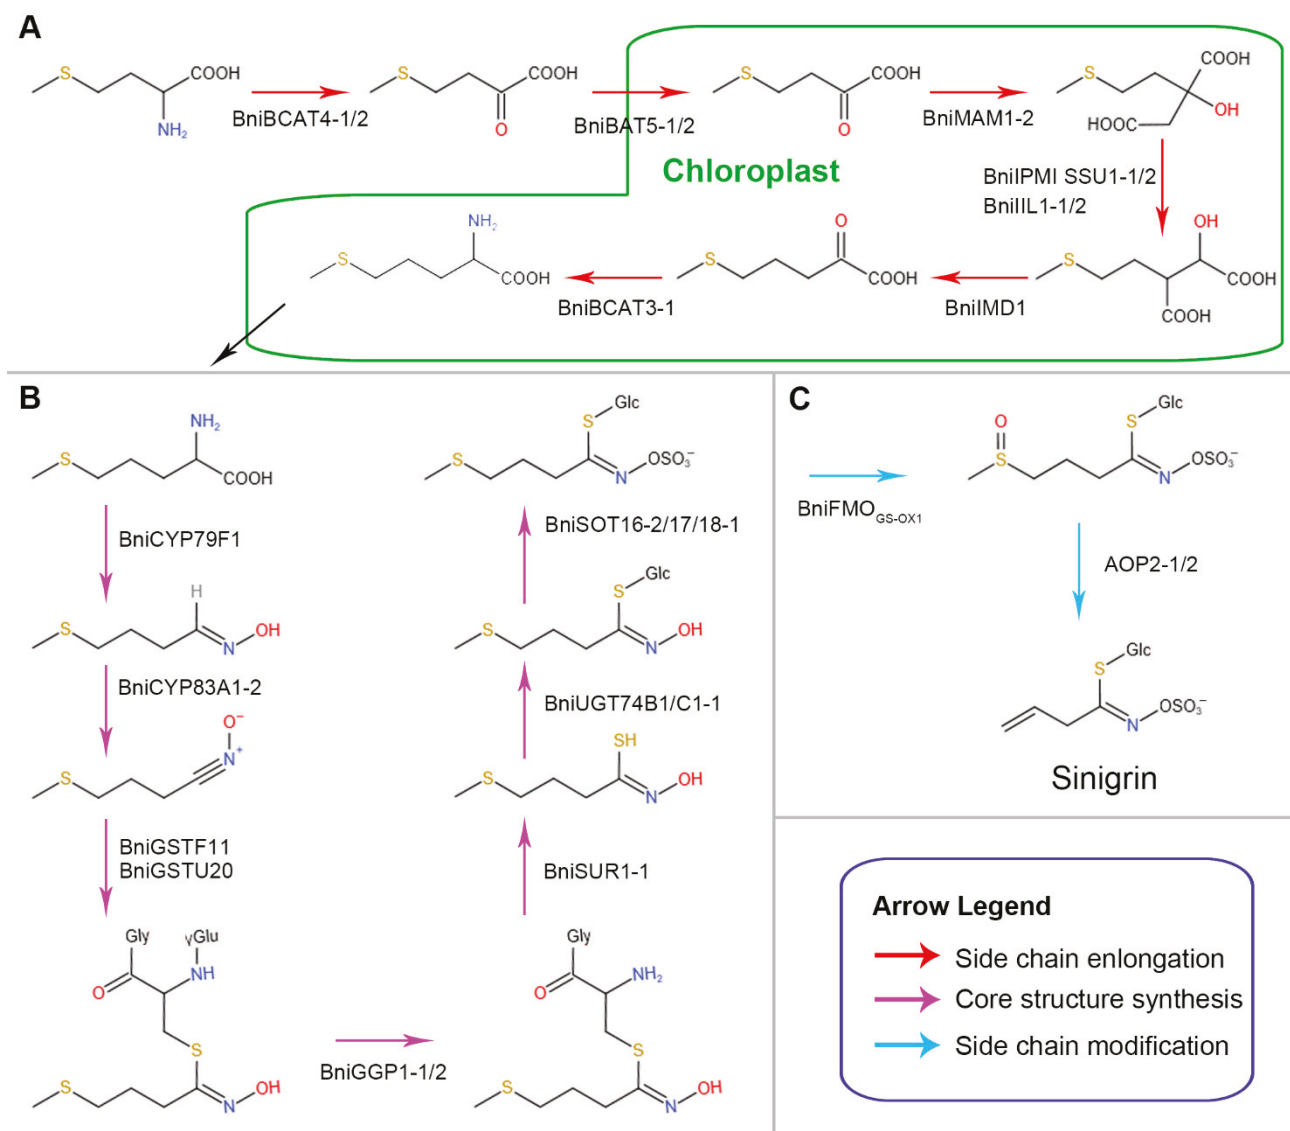 A
S
COOH
NH₂
BniBCAT4-1/2
S
COOH
O
BniBAT5-1/2
S
COOH
O
BniMAM1-2
S
COOH
OH
HOOC
Chloroplast
BniIPMI SSU1-1/2
BniIIL1-1/2
OH
S
COOH
COOH
BniIMD1
O
S
COOH
BniBCAT3-1
NH₂
S
COOH
B
NH₂
S
COOH
BniCYP79F1
H
S
N
OH
BniCYP83A1-2
O⁻
N⁺
S
BniGSTF11
BniGSTU20
Gly
γGlu
O
NH
S
S
N
OH
BniGGP1-1/2
Gly
O
NH₂
S
S
N
OH
BniSUR1-1
SH
S
N
OH
BniUGT74B1/C1-1
Glc
S
S
N
OH
BniSOT16-2/17/18-1
Glc
S
S
N
OSO₃⁻
C
BniFMO_GS-OX1
O
S
Glc
S
N
OSO₃⁻
AOP2-1/2
Glc
S
N
OSO₃⁻
Sinigrin
Arrow Legend
Side chain enlongation
Core structure synthesis
Side chain modification